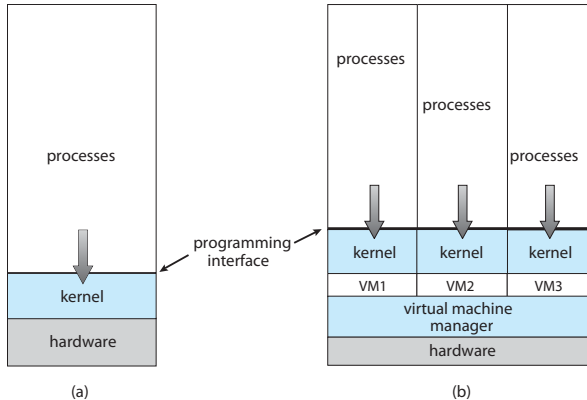 processes
kernel
hardware
(a)
programming
interface
processes
processes
processes
kernel
kernel
kernel
VM1
VM2
VM3
virtual machine
manager
hardware
(b)